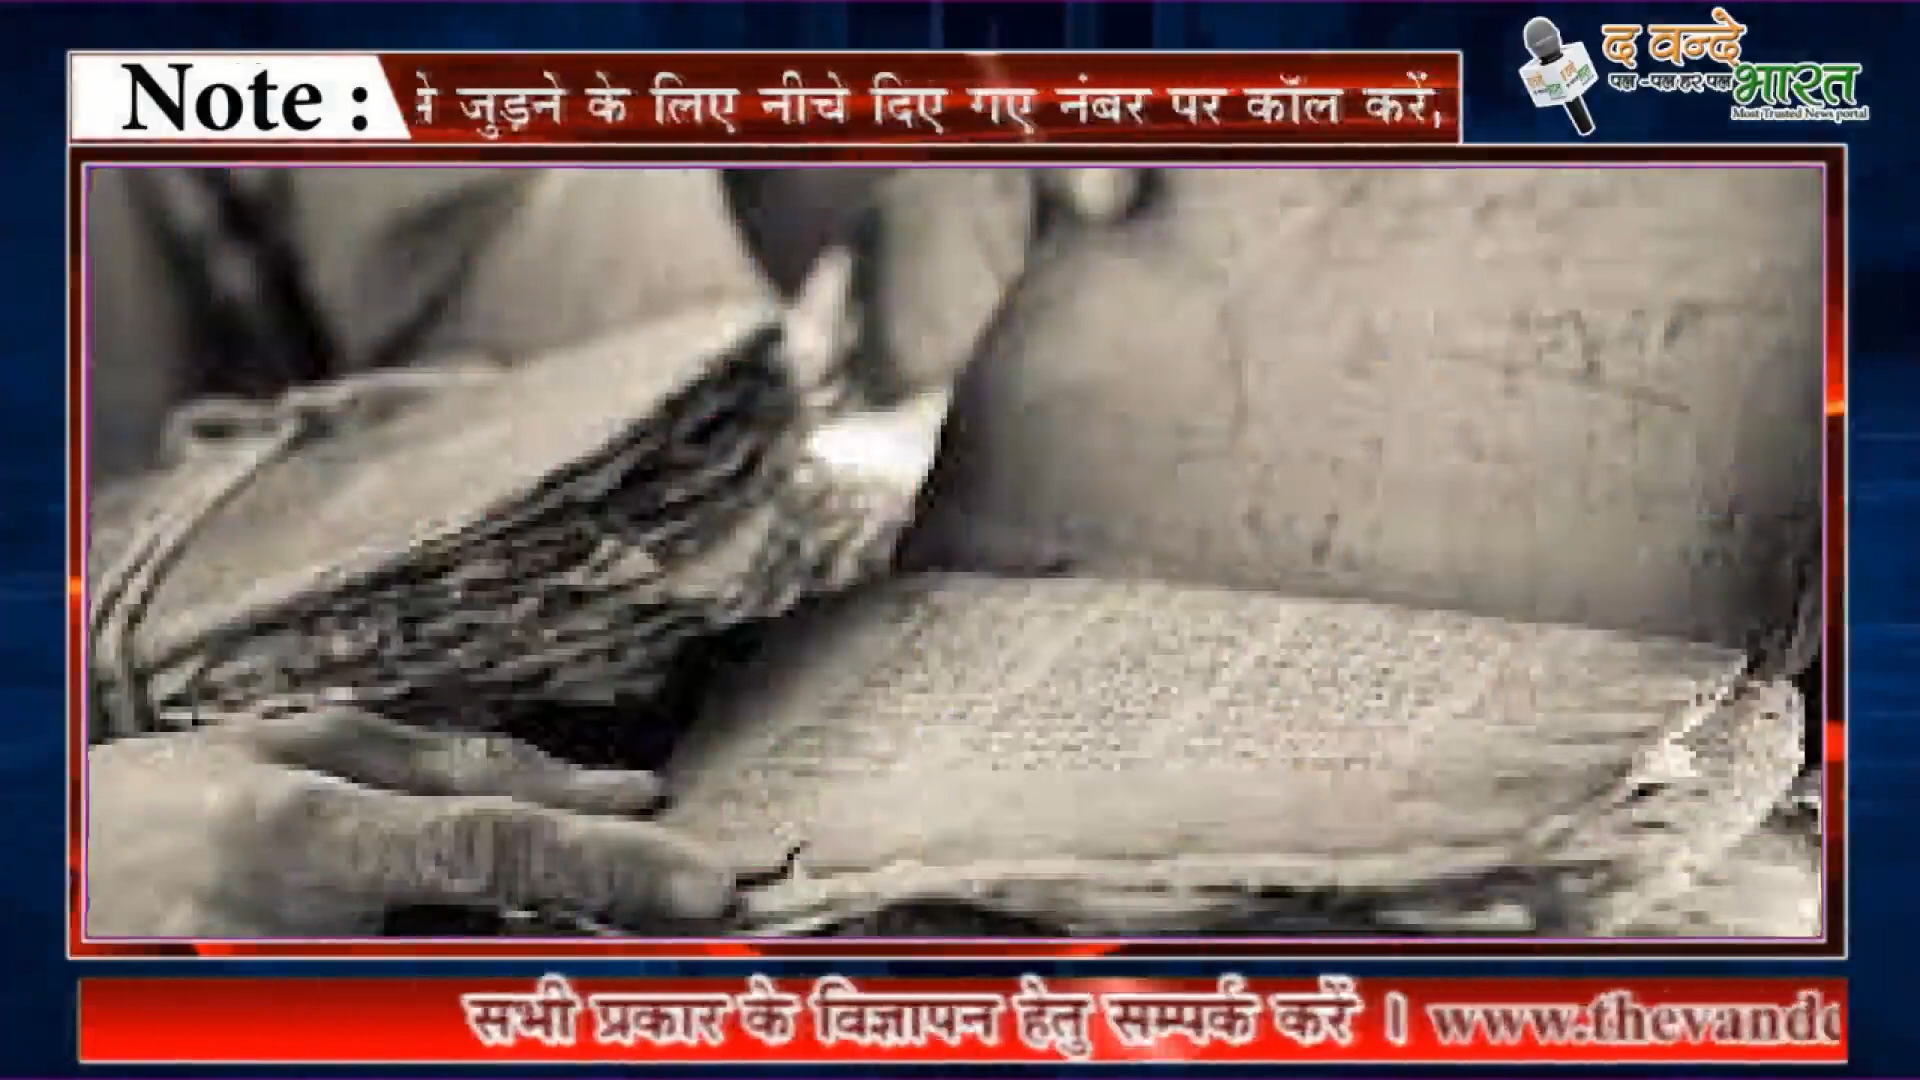 द वन्दे
पल -पल हर पल भारत
Most Trusted News portal
Note : से जुड़ने के लिए नीचे दिए गए नंबर पर कॉल करें,
सभी प्रकार के विज्ञापन हेतु सम्पर्क करें । www.thevand